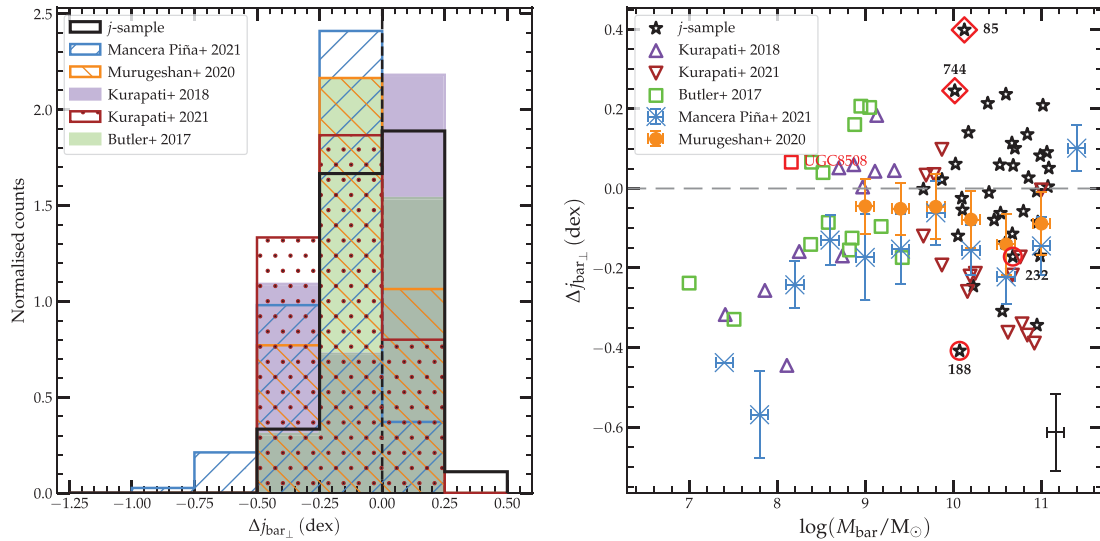 2.5
2.0
1.5
1.0
0.5
0.0
Normalised counts
j-sample
Mancera Piña+ 2021
Murugeshan+ 2020
Kurapati+ 2018
Kurapati+ 2021
Butler+ 2017
−1.25 −1.00 −0.75 −0.50 −0.25 0.00 0.25 0.50
Δj_bar⊥ (dex)
0.4
0.2
0.0
−0.2
−0.4
−0.6
Δj_bar⊥ (dex)
j-sample
Kurapati+ 2018
Kurapati+ 2021
Butler+ 2017
Mancera Piña+ 2021
Murugeshan+ 2020
85
744
UGC8508
232
188
7 8 9 10 11
log(M_bar/M_⊙)